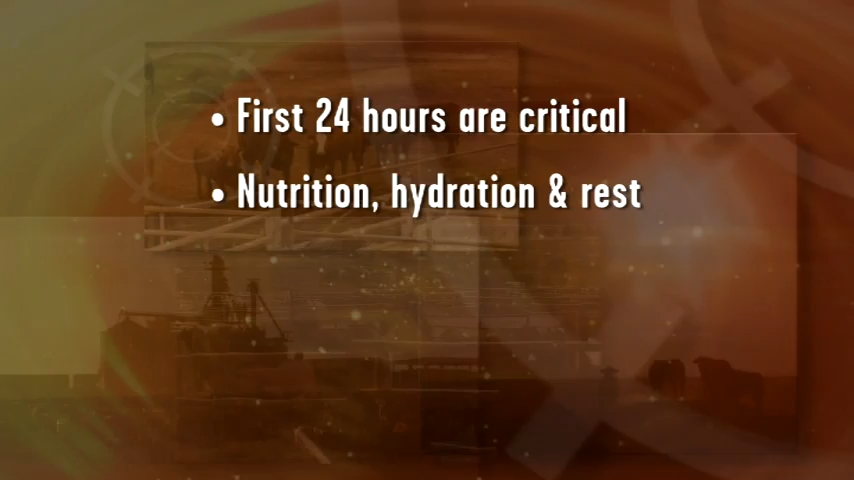 • First 24 hours are critical
• Nutrition, hydration & rest